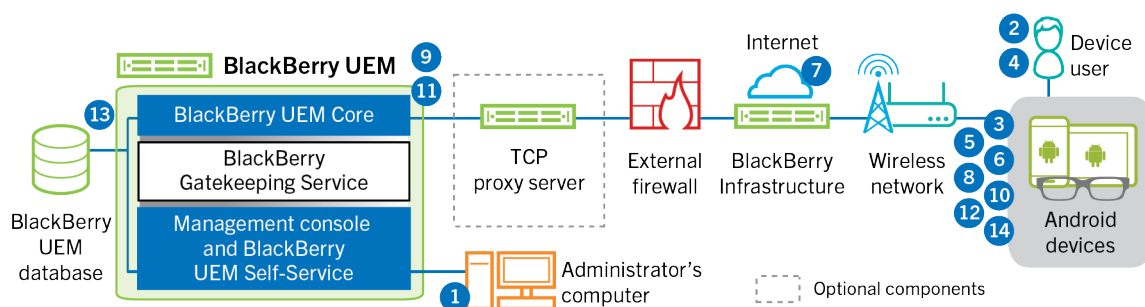 BlackBerry UEM
9
11
13
BlackBerry UEM Core
BlackBerry
Gatekeeping Service
Management console
and BlackBerry
UEM Self-Service
BlackBerry
UEM
database
1
Administrator's
computer
TCP
proxy server
External
firewall
Internet
7
BlackBerry
Infrastructure
Wireless
network
2
4
Device
user
3
5
6
8
10
12
14
Android
devices
Optional components